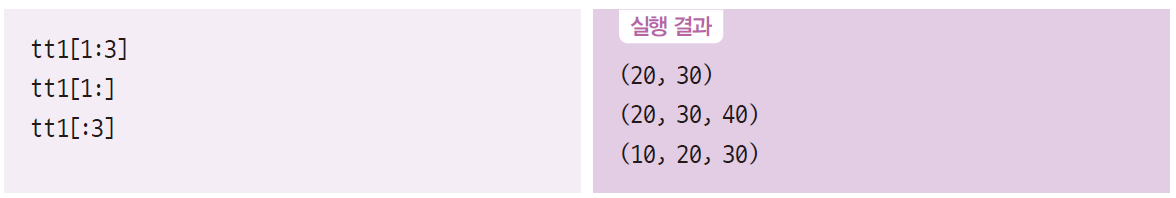 tt1[1:3]
tt1[1:]
tt1[:3]
실행 결과
(20, 30)
(20, 30, 40)
(10, 20, 30)